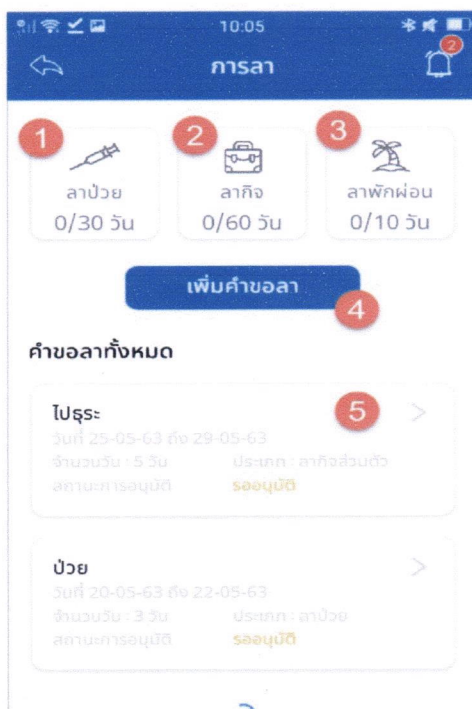 10:05
การลา
2
1
2
3
ลาป่วย
ลากิจ
ลาพักผ่อน
0/30 วัน
0/60 วัน
0/10 วัน
เพิ่มคำขอลา
4
คำขอลาทั้งหมด
ไปธุระ
5
วันที่ 25-05-63 ถึง 29-05-63
จำนวนวัน : 5 วัน ประเภท : ลากิจส่วนตัว
สถานะการอนุมัติ รออนุมัติ
ป่วย
วันที่ 20-05-63 ถึง 22-05-63
จำนวนวัน : 3 วัน ประเภท : ลาป่วย
สถานะการอนุมัติ รออนุมัติ